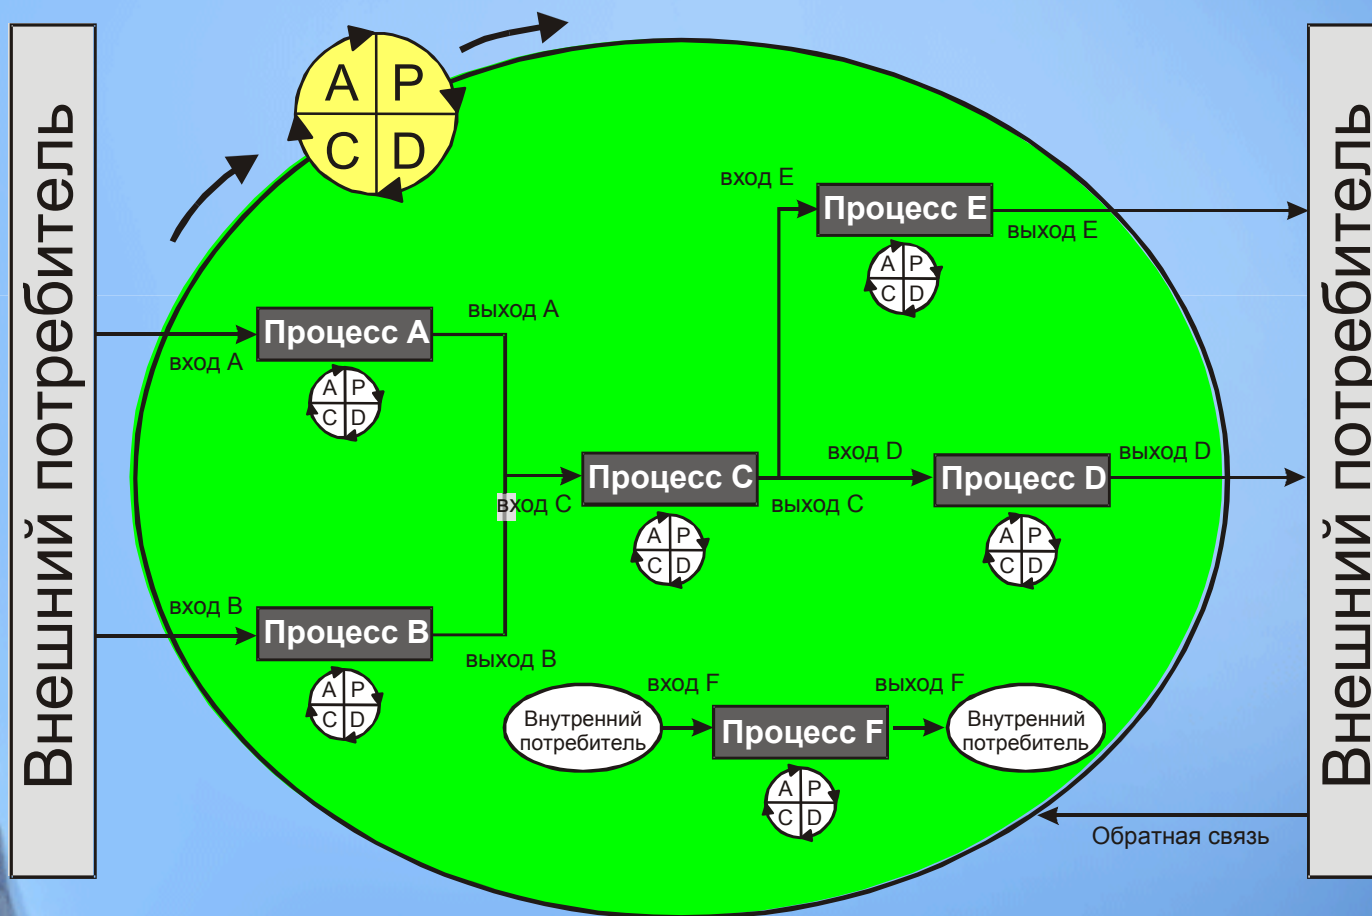 Внешний потребитель
A P
C D
вход E
Процесс E
выход E
A P
C D
Процесс A
выход A
вход A
A P
C D
вход D
выход D
Процесс C
Процесс D
вход C
выход C
A P
C D
A P
C D
вход B
Процесс B
выход B
A P
C D
вход F
выход F
Внутренний
потребитель
Процесс F
Внутренний
потребитель
A P
C D
Обратная связь
Внешний потребитель